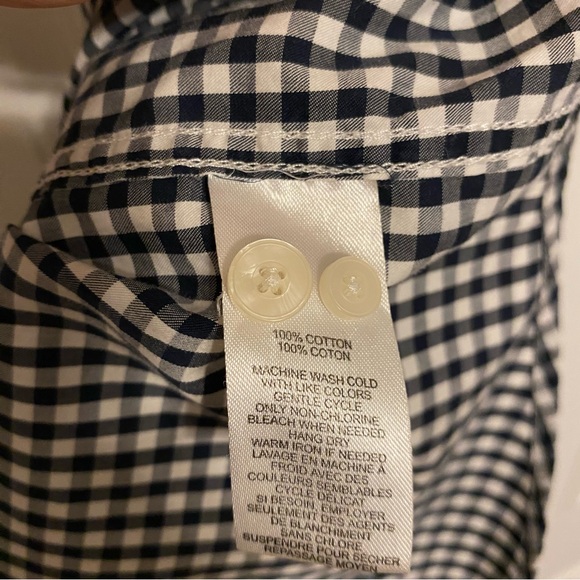 100% COTTON
100% COTON
MACHINE WASH COLD
WITH LIKE COLORS
GENTLE CYCLE
ONLY NON-CHLORINE
BLEACH WHEN NEEDED
HANG DRY
WARM IRON IF NEEDED
LAVAGE EN MACHINE À
FROID AVEC DES
COULEURS SEMBLABLES
CYCLE DÉLICAT
SI BESOIN, EMPLOYER
SEULEMENT DES AGENTS
DE BLANCHIMENT
SANS CHLORE
SUSPENDRE POUR SÉCHER
REPASSAGE MOYEN